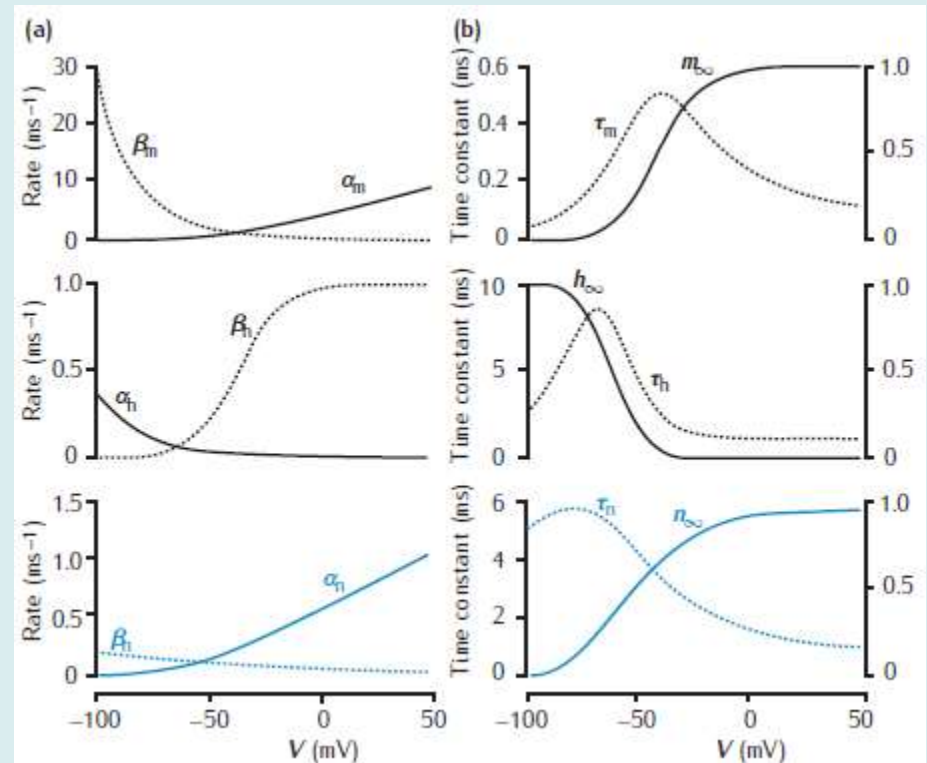 (a)
30
20
10
0
Rate (ms−1)
βm
αm
1.0
0.5
0
Rate (ms−1)
αh
βh
1.5
1.0
0.5
0
Rate (ms−1)
βn
αn
−100
−50
0
50
V (mV)
(b)
0.6
0.4
0.2
0
Time constant (ms)
τm
m∞
1.0
0.5
0
10
5
0
Time constant (ms)
h∞
τh
1.0
0.5
0
6
4
2
0
Time constant (ms)
τn
n∞
1.0
0.5
0
−100
−50
0
50
V (mV)